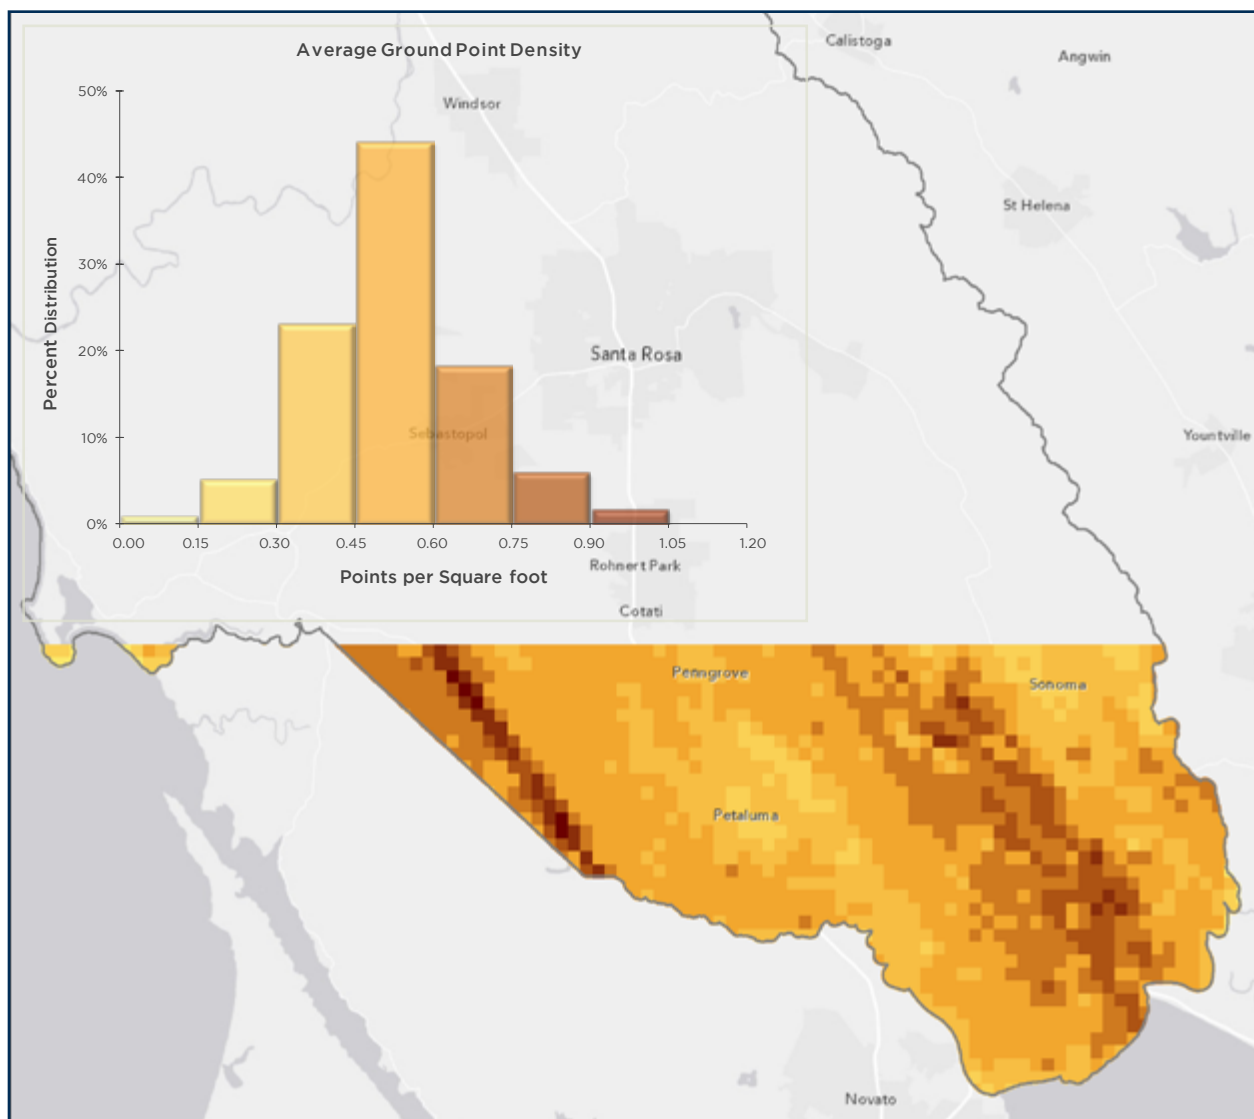 Average Ground Point Density
Calistoga
Angwin
50%
Windsor
40%
St Helena
30%
Percent Distribution
20%
Santa Rosa
10%
Sebastopol
Yountville
0%
0.00 0.15 0.30 0.45 0.60 0.75 0.90 1.05 1.20
Points per Square foot
Rohnert Park
Cotati
Penngrove
Sonoma
Petaluma
Novato